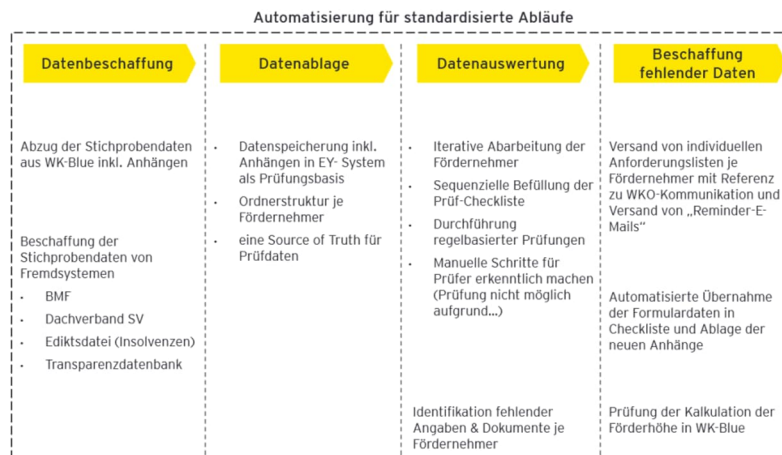 Automatisierung für standardisierte Abläufe
Datenbeschaffung
Abzug der Stichprobendaten
aus WK-Blue inkl. Anhängen
Beschaffung der
Stichprobendaten von
Fremdsystemen
· BMF
· Dachverband SV
· Ediktsdatei (Insolvenzen)
· Transparenzdatenbank
Datenablage
· Datenspeicherung inkl.
Anhängen in EY- System
als Prüfungsbasis
· Ordnerstruktur je
Fördernehmer
· eine Source of Truth für
Prüfdaten
Datenauswertung
· Iterative Abarbeitung der
Fördernehmer
· Sequenzielle Befüllung der
Prüf-Checkliste
· Durchführung
regelbasierter Prüfungen
· Manuelle Schritte für
Prüfer erkenntlich machen
(Prüfung nicht möglich
aufgrund…)
Identifikation fehlender
Angaben & Dokumente je
Fördernehmer
Beschaffung
fehlender Daten
Versand von individuellen
Anforderungslisten je
Fördernehmer mit Referenz
zu WKO-Kommunikation und
Versand von „Reminder-E-
Mails“
Automatisierte Übernahme
der Formulardaten in
Checkliste und Ablage der
neuen Anhänge
Prüfung der Kalkulation der
Förderhöhe in WK-Blue